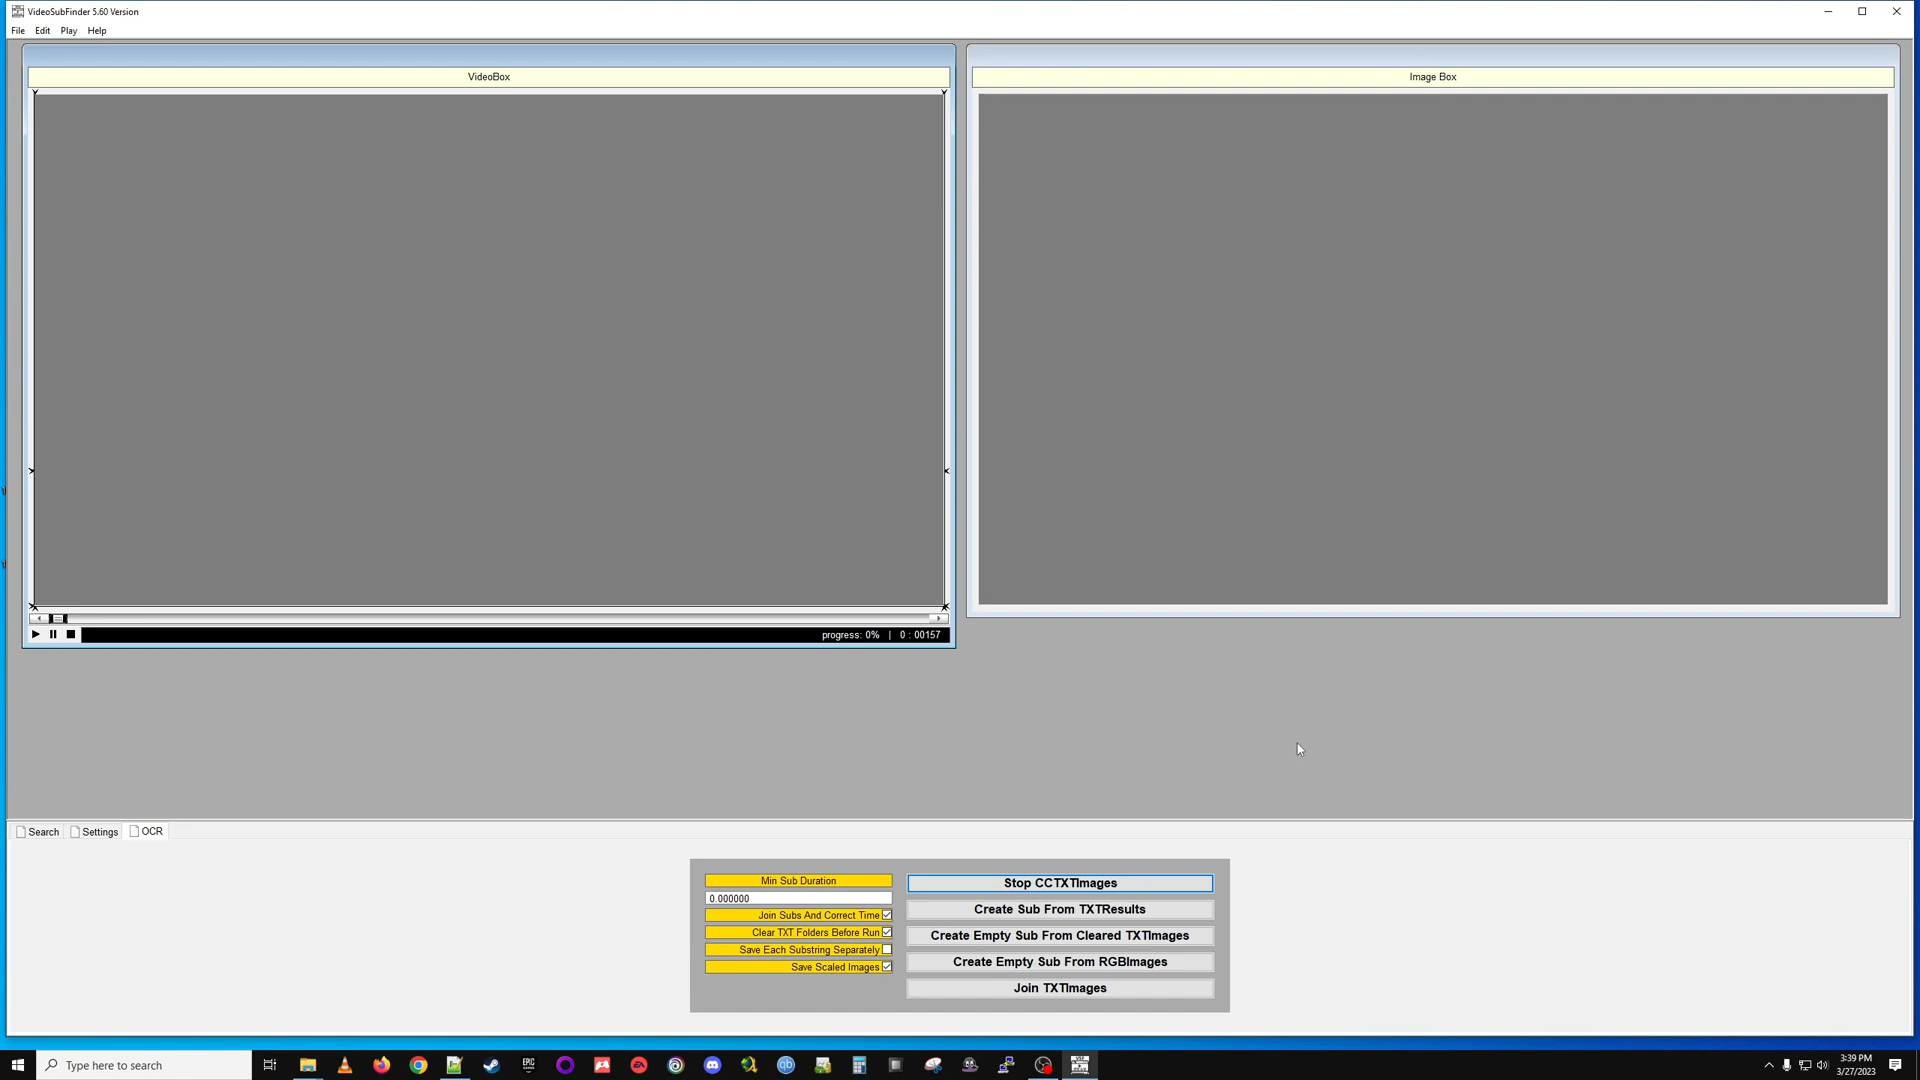 VideoSubFinder 5.60 Version
File Edit Play Help
VideoBox
Image Box
progress: 0% | 0 : 00157
Search Settings OCR
Min Sub Duration
0.000000
Join Subs And Correct Time
Clear TXT Folders Before Run
Save Each Substring Separately
Save Scaled Images
Stop CCTXTImages
Create Sub From TXTResults
Create Empty Sub From Cleared TXTImages
Create Empty Sub From RGBImages
Join TXTImages
Type here to search
EPIC
3:39 PM
3/27/2023